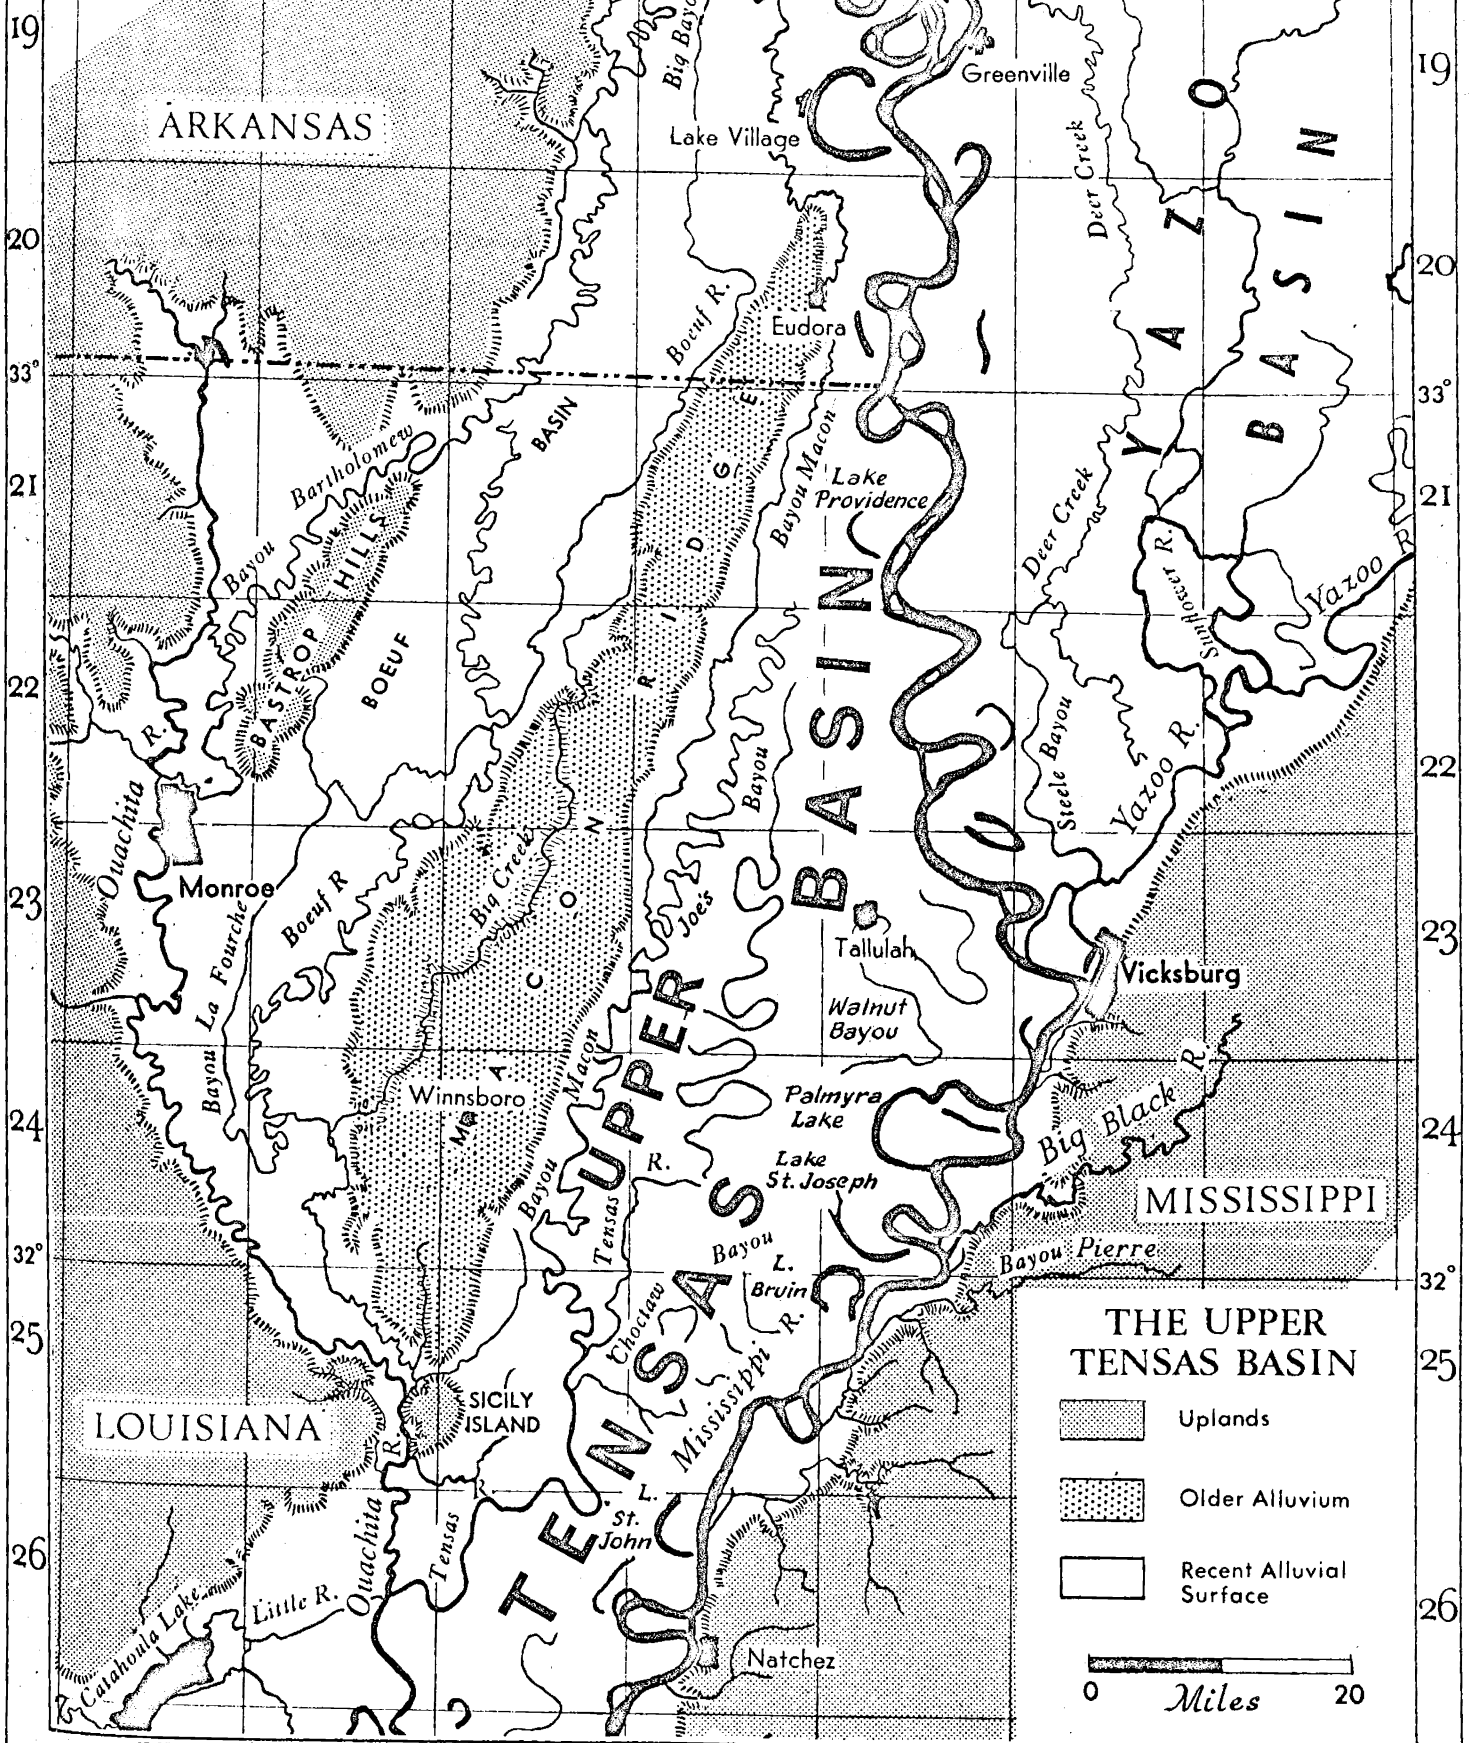 19
19
Big Bayo
Greenville
ARKANSAS
Lake Village
Deer Creek
YAZOO
BASIN
20
20
Boeuf R.
Eudora
33°
33°
BASIN
Bartholomew
Bayou Macon
21
21
Lake
Providence
Deer Creek
Bayou
BASTROP HILLS
BOEUF
Sunflower R.
Yazoo R
MACON RIDGE
22
22
R.
Ouachita
Bayou
Steele Bayou
Yazoo R.
UPPER
TENSAS
BASIN
Monroe
23
23
Big Creek
Boeuf R
Joe's
Tallulah
Vicksburg
Bayou La Fourche
Walnut
Bayou
Winnsboro
Bayou Macon
Palmyra
Lake
Big Black R.
24
24
Tensas R.
Lake
St. Joseph
MISSISSIPPI
Bayou Pierre
32°
32°
Choctaw Bayou
L.
Bruin
Mississippi R.
25
25
SICILY
ISLAND
LOUISIANA
Ouachita R.
Tensas R.
L.
St.
John
26
26
Little R.
Catahoula Lake
Natchez
THE UPPER
TENSAS BASIN
Uplands
Older Alluvium
Recent Alluvial
Surface
0 20
Miles